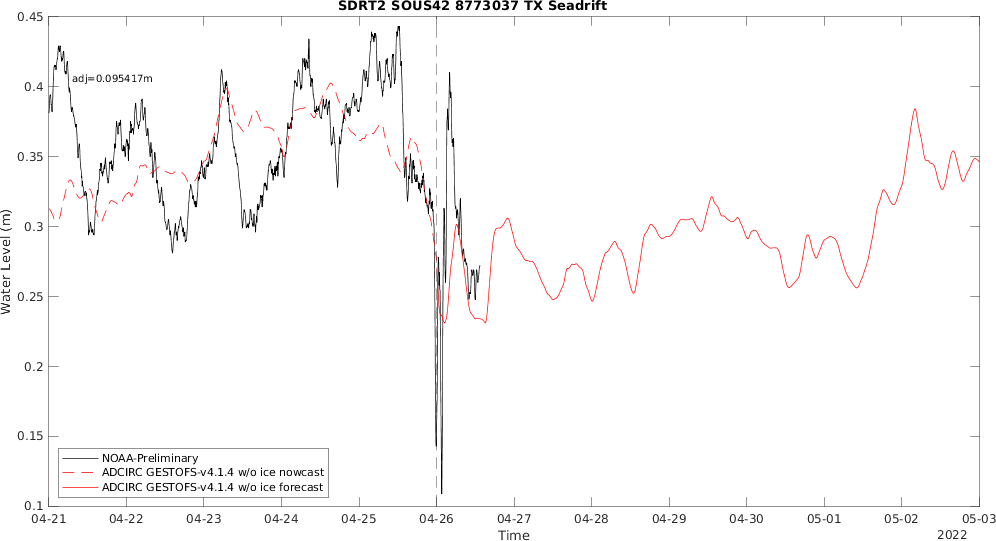 SDRT2 SOUS42 8773037 TX Seadrift
0.45
adj=0.095417m
0.4
0.35
0.3
0.25
0.2
0.15
0.1
Water Level (m)
NOAA-Preliminary
ADCIRC GESTOFS-v4.1.4 w/o ice nowcast
ADCIRC GESTOFS-v4.1.4 w/o ice forecast
04-21 04-22 04-23 04-24 04-25 04-26 04-27 04-28 04-29 04-30 05-01 05-02 05-03
Time
2022